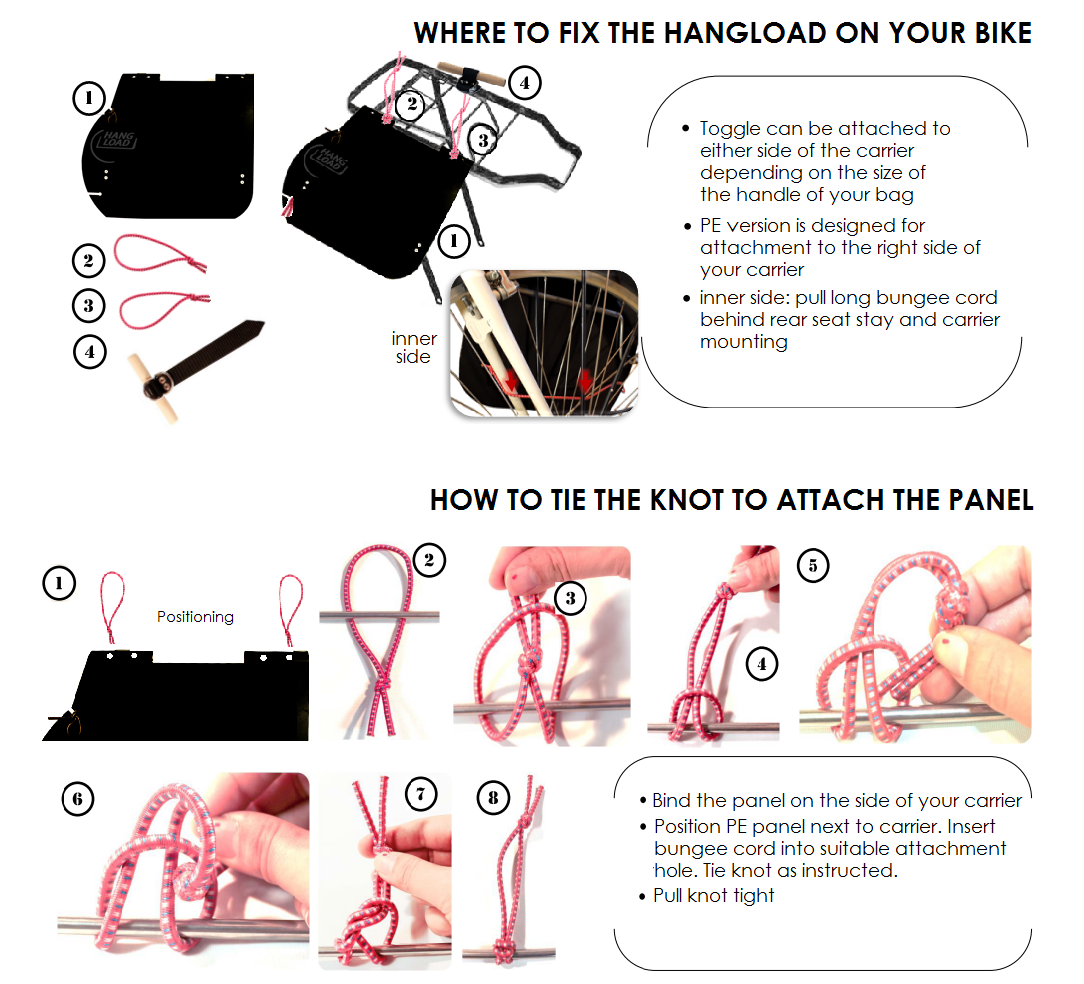 WHERE TO FIX THE HANGLOAD ON YOUR BIKE
1
HANG
LOAD
2
3
4
4
2
3
HANG
LOAD
1
inner
side
• Toggle can be attached to
either side of the carrier
depending on the size of
the handle of your bag
• PE version is designed for
attachment to the right side of
your carrier
• inner side: pull long bungee cord
behind rear seat stay and carrier
mounting
HOW TO TIE THE KNOT TO ATTACH THE PANEL
1
Positioning
2
3
4
5
6
7
8
• Bind the panel on the side of your carrier
• Position PE panel next to carrier. Insert
bungee cord into suitable attachment
hole. Tie knot as instructed.
• Pull knot tight